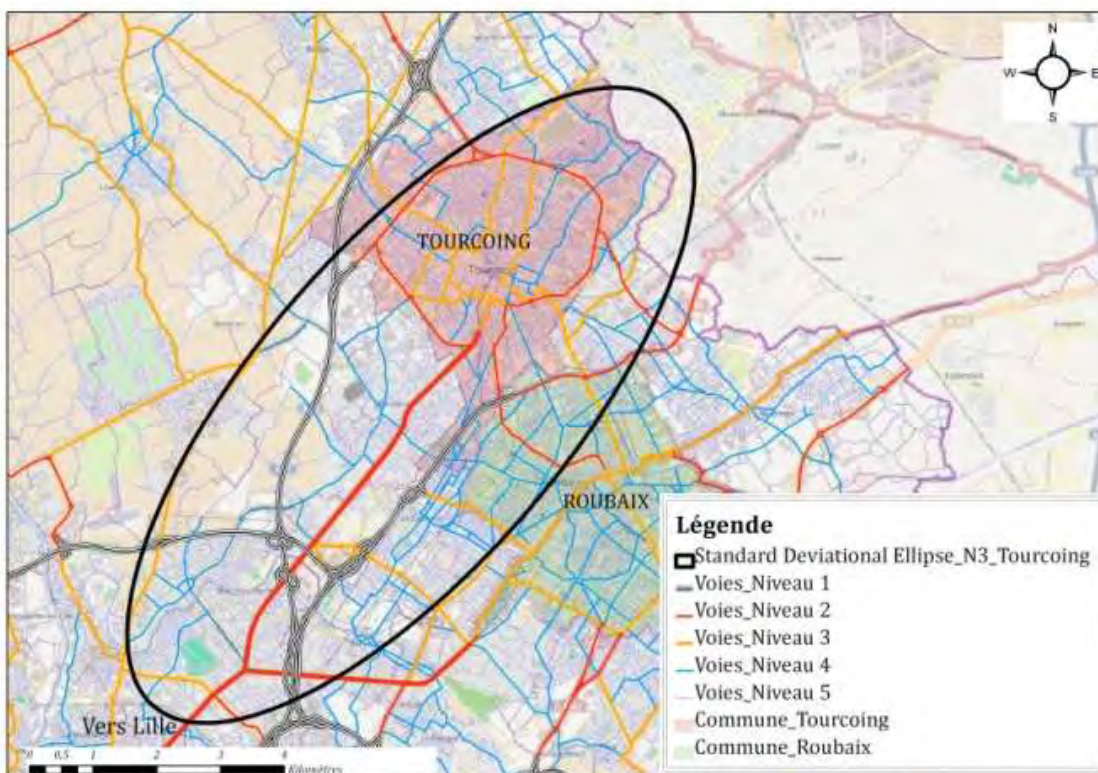 N
W
E
S
TOURCOING
ROUBAIX
Vers Lille
0 0,5 1 2 3 4
Kilomètres
Légende
Standard Deviational Ellipse_N3_Tourcoing
Voies_Niveau 1
Voies_Niveau 2
Voies_Niveau 3
Voies_Niveau 4
Voies_Niveau 5
Commune_Tourcoing
Commune_Roubaix